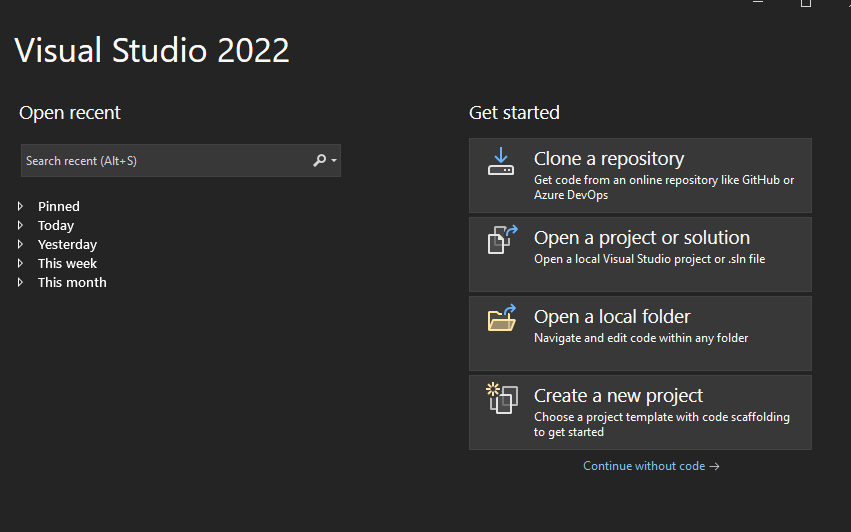 Visual Studio 2022
Open recent
Search recent (Alt+S)
Pinned
Today
Yesterday
This week
This month
Get started
Clone a repository
Get code from an online repository like GitHub or
Azure DevOps
Open a project or solution
Open a local Visual Studio project or .sln file
Open a local folder
Navigate and edit code within any folder
Create a new project
Choose a project template with code scaffolding
to get started
Continue without code →